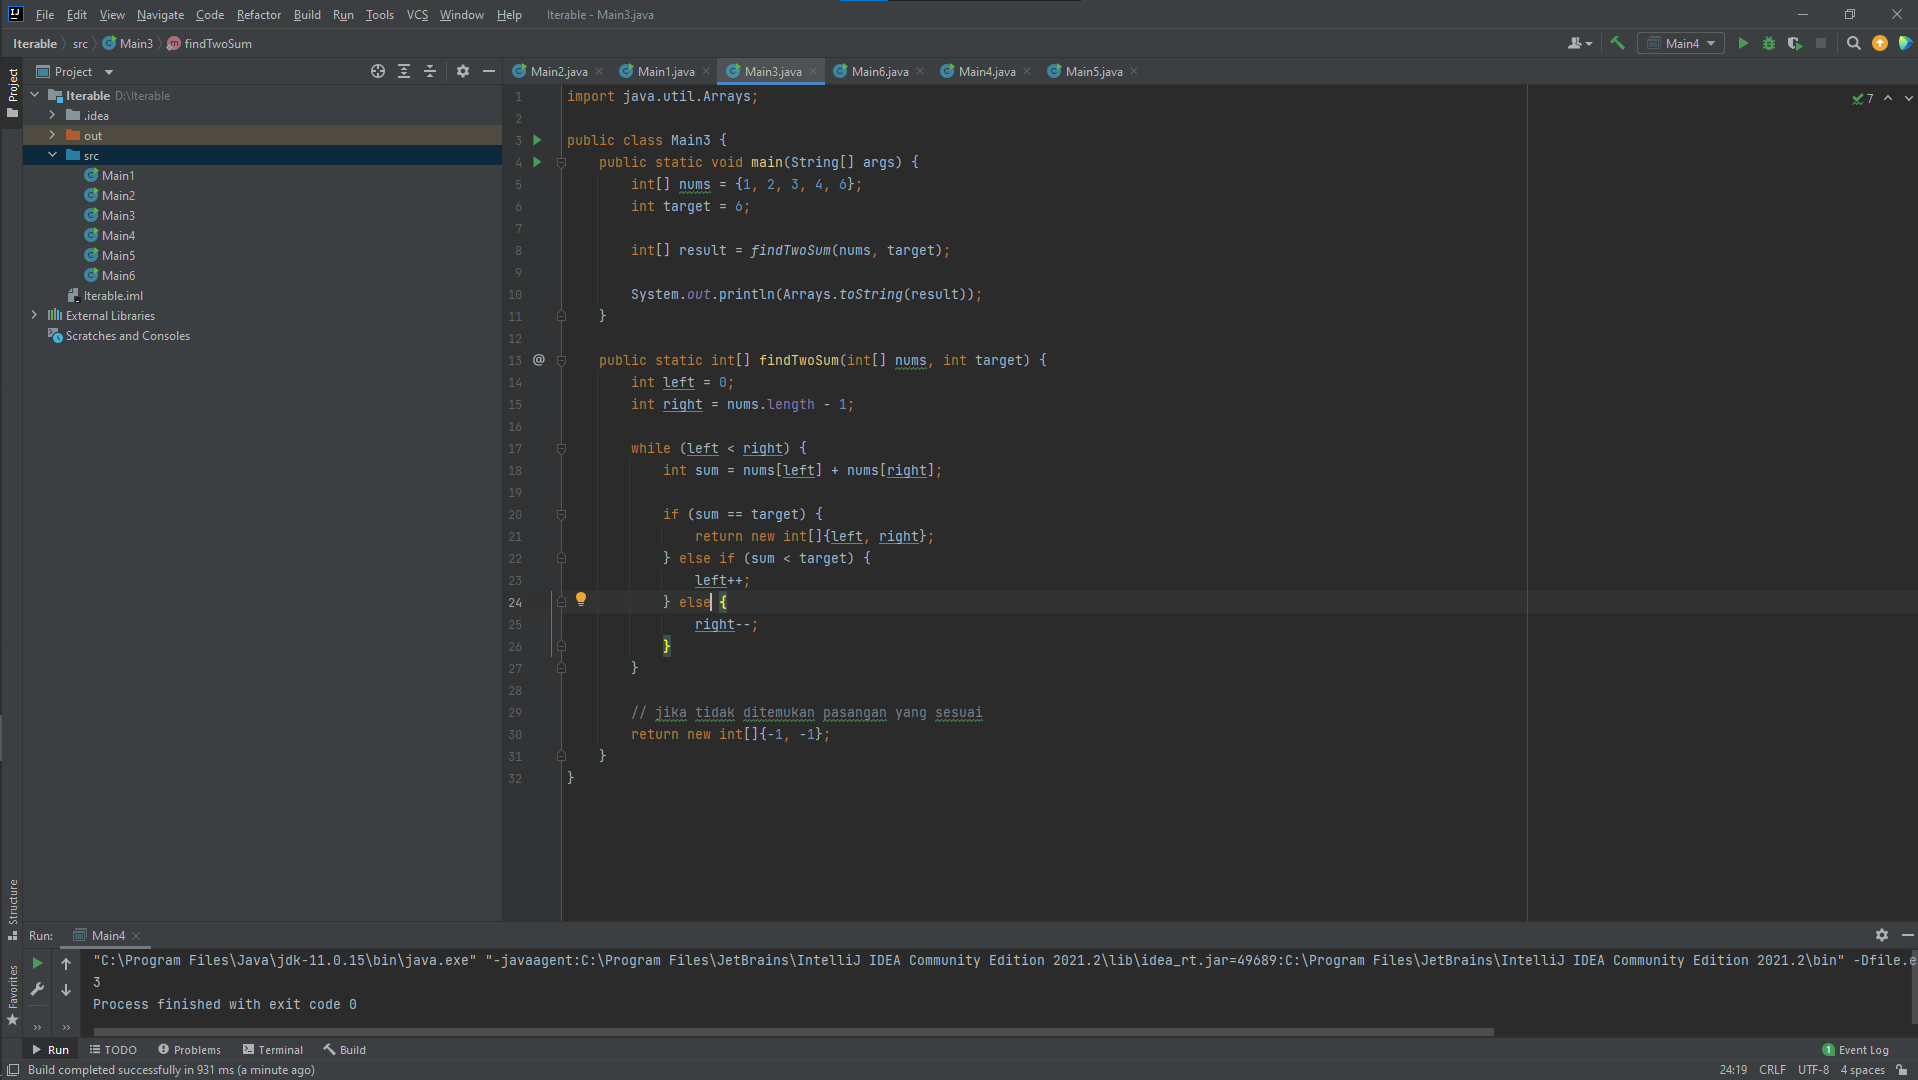 File Edit View Navigate Code Refactor Build Run Tools VCS Window Help Iterable - Main3.java
Iterable src Main3 findTwoSum Main4
Project
Project
Iterable D:\Iterable
.idea
out
src
Main1
Main2
Main3
Main4
Main5
Main6
Iterable.iml
External Libraries
Scratches and Consoles
Main2.java Main1.java Main3.java Main6.java Main4.java Main5.java
7
1 import java.util.Arrays;
2
3 public class Main3 {
4 public static void main(String[] args) {
5 int[] nums = {1, 2, 3, 4, 6};
6 int target = 6;
7
8 int[] result = findTwoSum(nums, target);
9
10 System.out.println(Arrays.toString(result));
11 }
12
13 @ public static int[] findTwoSum(int[] nums, int target) {
14 int left = 0;
15 int right = nums.length - 1;
16
17 while (left < right) {
18 int sum = nums[left] + nums[right];
19
20 if (sum == target) {
21 return new int[]{left, right};
22 } else if (sum < target) {
23 left++;
24 } else {
25 right--;
26 }
27 }
28
29 // jika tidak ditemukan pasangan yang sesuai
30 return new int[]{-1, -1};
31 }
32 }
Structure
Favorites
Run: Main4
"C:\Program Files\Java\jdk-11.0.15\bin\java.exe" "-javaagent:C:\Program Files\JetBrains\IntelliJ IDEA Community Edition 2021.2\lib\idea_rt.jar=49689:C:\Program Files\JetBrains\IntelliJ IDEA Community Edition 2021.2\bin" -Dfile.e
3
Process finished with exit code 0
Run TODO Problems Terminal Build 1 Event Log
Build completed successfully in 931 ms (a minute ago) 24:19 CRLF UTF-8 4 spaces